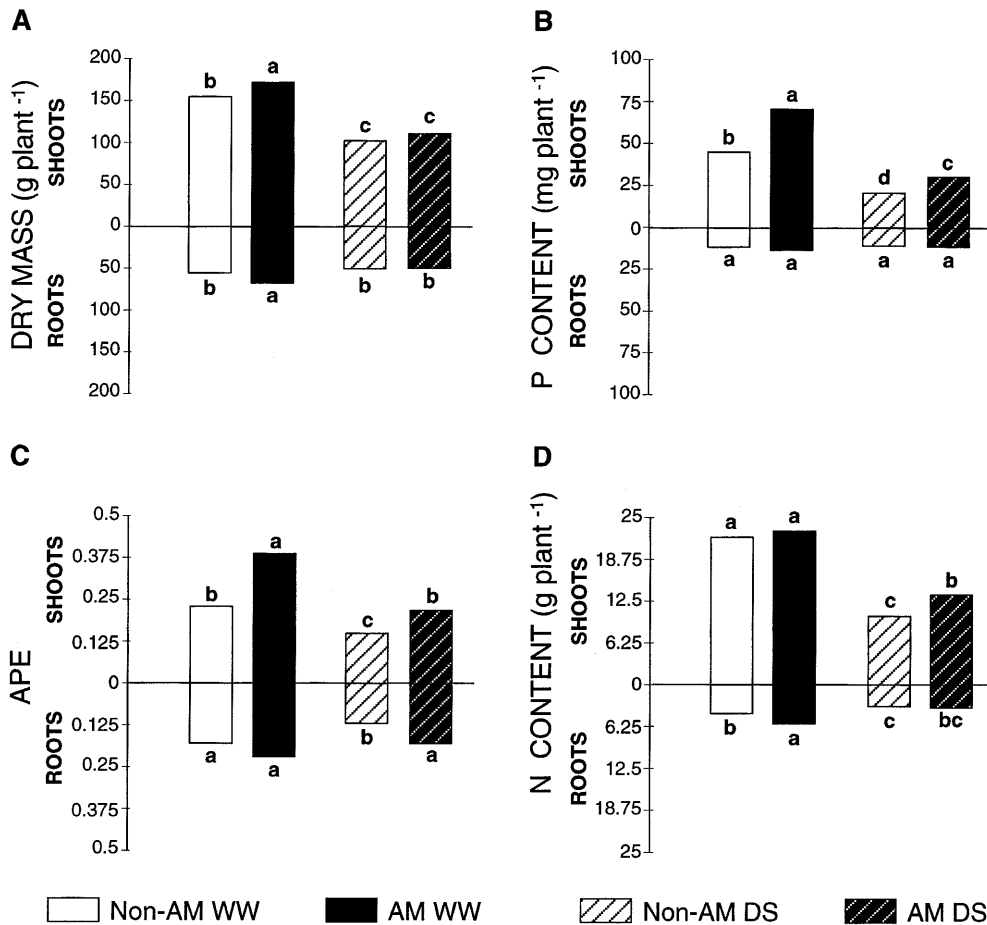 A
DRY MASS (g plant -1)
SHOOTS
ROOTS
200
150
100
50
0
50
100
150
200
b
a
c
c
b
a
b
b
B
P CONTENT (mg plant -1)
SHOOTS
ROOTS
100
75
50
25
0
25
50
75
100
b
a
d
c
a
a
a
a
C
APE
SHOOTS
ROOTS
0.5
0.375
0.25
0.125
0
0.125
0.25
0.375
0.5
b
a
c
b
a
a
b
a
D
N CONTENT (g plant -1)
SHOOTS
ROOTS
25
18.75
12.5
6.25
0
6.25
12.5
18.75
25
a
a
c
b
b
a
c
bc
Non-AM WW
AM WW
Non-AM DS
AM DS